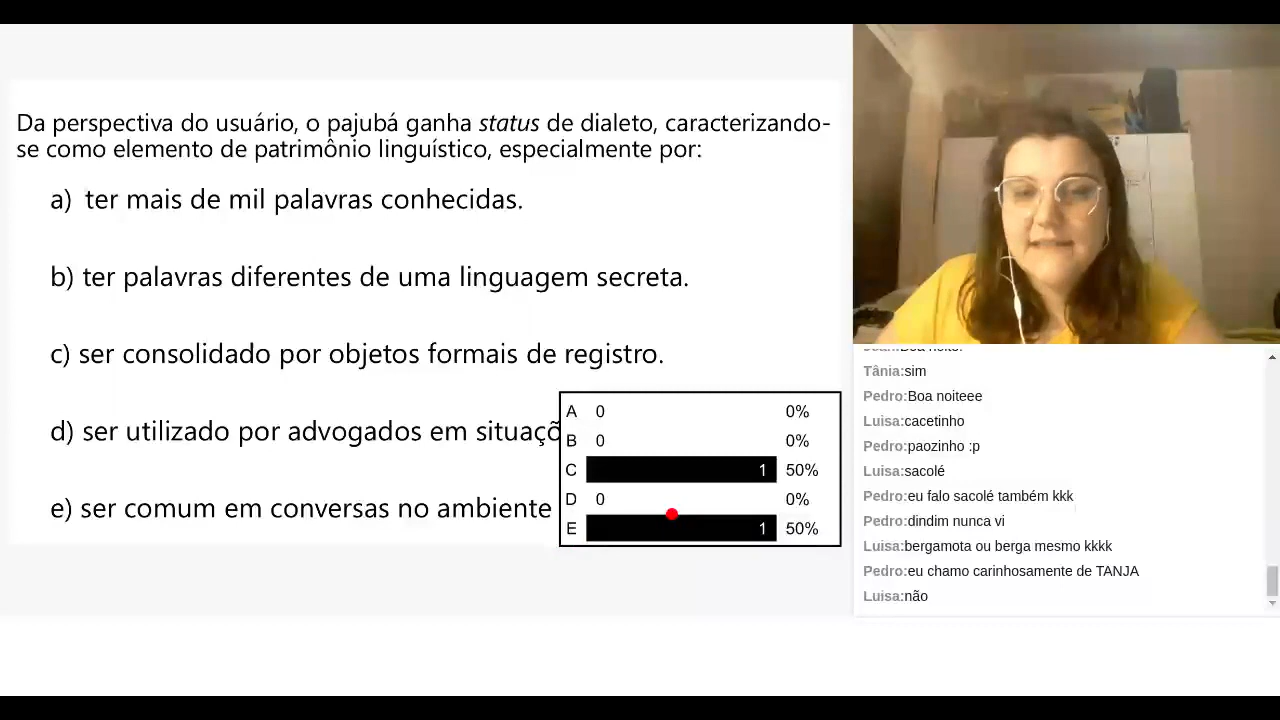 Da perspectiva do usuário, o pajubá ganha status de dialeto, caracterizando-
se como elemento de patrimônio linguístico, especialmente por:
a) ter mais de mil palavras conhecidas.
b) ter palavras diferentes de uma linguagem secreta.
c) ser consolidado por objetos formais de registro.
d) ser utilizado por advogados em situaçõ
e) ser comum em conversas no ambiente
A 0 0%
B 0 0%
C 1 50%
D 0 0%
E 1 50%
Tânia:sim
Pedro:Boa noiteee
Luisa:cacetinho
Pedro:paozinho :p
Luisa:sacolé
Pedro:eu falo sacolé também kkk
Pedro:dindim nunca vi
Luisa:bergamota ou berga mesmo kkkk
Pedro:eu chamo carinhosamente de TANJA
Luisa:não